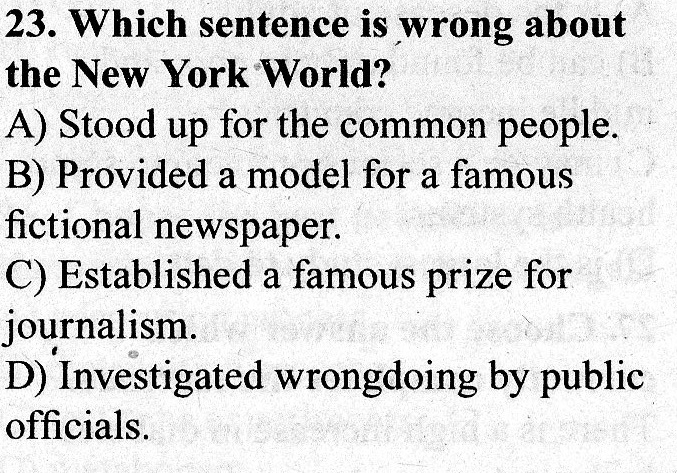 23. Which sentence is wrong about
the New York World?
A) Stood up for the common people.
B) Provided a model for a famous
fictional newspaper.
C) Established a famous prize for
journalism.
D) Investigated wrongdoing by public
officials.